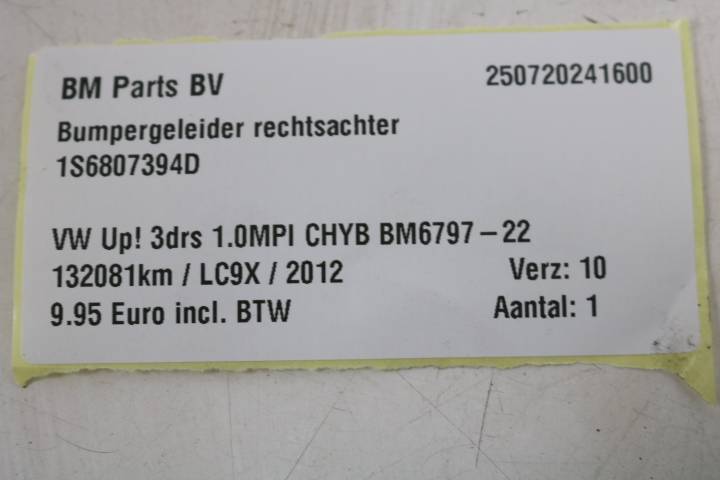 BM Parts BV 250720241600
Bumpergeleider rechtsachter
1S6807394D
VW Up! 3drs 1.0MPI CHYB BM6797-22
132081km / LC9X / 2012 Verz: 10
9.95 Euro incl. BTW Aantal: 1